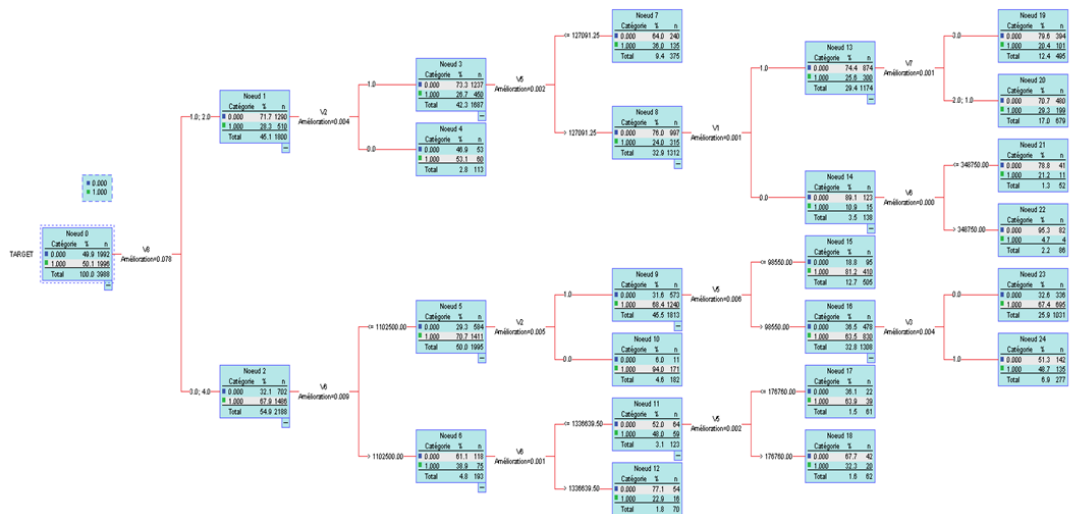 0.000
1.000
TARGET
Noeud 0
Catégorie % n
0.000 49.9 1992
1.000 50.1 1996
Total 100.0 3988
V8
Amélioration=0.078
1.0; 2.0
3.0; 4.0
Noeud 1
Catégorie % n
0.000 71.7 1290
1.000 28.3 510
Total 45.1 1800
V2
Amélioration=0.004
1.0
0.0
Noeud 2
Catégorie % n
0.000 32.1 702
1.000 67.9 1486
Total 54.9 2188
V6
Amélioration=0.009
<= 1102500.00
> 1102500.00
Noeud 3
Catégorie % n
0.000 73.3 1237
1.000 26.7 450
Total 42.3 1687
V5
Amélioration=0.002
<= 127091.25
> 127091.25
Noeud 4
Catégorie % n
0.000 46.9 53
1.000 53.1 60
Total 2.8 113
Noeud 5
Catégorie % n
0.000 29.3 584
1.000 70.7 1411
Total 50.0 1995
V2
Amélioration=0.005
1.0
0.0
Noeud 6
Catégorie % n
0.000 61.1 118
1.000 38.9 75
Total 4.8 193
V6
Amélioration=0.001
<= 1336639.50
> 1336639.50
Noeud 7
Catégorie % n
0.000 64.0 240
1.000 36.0 135
Total 9.4 375
Noeud 8
Catégorie % n
0.000 76.0 997
1.000 24.0 315
Total 32.9 1312
V1
Amélioration=0.001
1.0
0.0
Noeud 9
Catégorie % n
0.000 31.6 573
1.000 68.4 1240
Total 45.5 1813
V5
Amélioration=0.006
<= 98550.00
> 98550.00
Noeud 10
Catégorie % n
0.000 6.0 11
1.000 94.0 171
Total 4.6 182
Noeud 11
Catégorie % n
0.000 52.0 64
1.000 48.0 59
Total 3.1 123
V5
Amélioration=0.002
<= 176760.00
> 176760.00
Noeud 12
Catégorie % n
0.000 77.1 54
1.000 22.9 16
Total 1.8 70
Noeud 13
Catégorie % n
0.000 74.4 874
1.000 25.6 300
Total 29.4 1174
V7
Amélioration=0.001
3.0
2.0; 1.0
Noeud 14
Catégorie % n
0.000 89.1 123
1.000 10.9 15
Total 3.5 138
V6
Amélioration=0.000
<= 348750.00
> 348750.00
Noeud 15
Catégorie % n
0.000 18.8 95
1.000 81.2 410
Total 12.7 505
Noeud 16
Catégorie % n
0.000 36.5 478
1.000 63.5 830
Total 32.8 1308
V3
Amélioration=0.004
0.0
1.0
Noeud 17
Catégorie % n
0.000 36.1 22
1.000 63.9 39
Total 1.5 61
Noeud 18
Catégorie % n
0.000 67.7 42
1.000 32.3 20
Total 1.6 62
Noeud 19
Catégorie % n
0.000 79.6 394
1.000 20.4 101
Total 12.4 495
Noeud 20
Catégorie % n
0.000 70.7 480
1.000 29.3 199
Total 17.0 679
Noeud 21
Catégorie % n
0.000 78.8 41
1.000 21.2 11
Total 1.3 52
Noeud 22
Catégorie % n
0.000 95.3 82
1.000 4.7 4
Total 2.2 86
Noeud 23
Catégorie % n
0.000 32.6 336
1.000 67.4 695
Total 25.9 1031
Noeud 24
Catégorie % n
0.000 51.3 142
1.000 48.7 135
Total 6.9 277